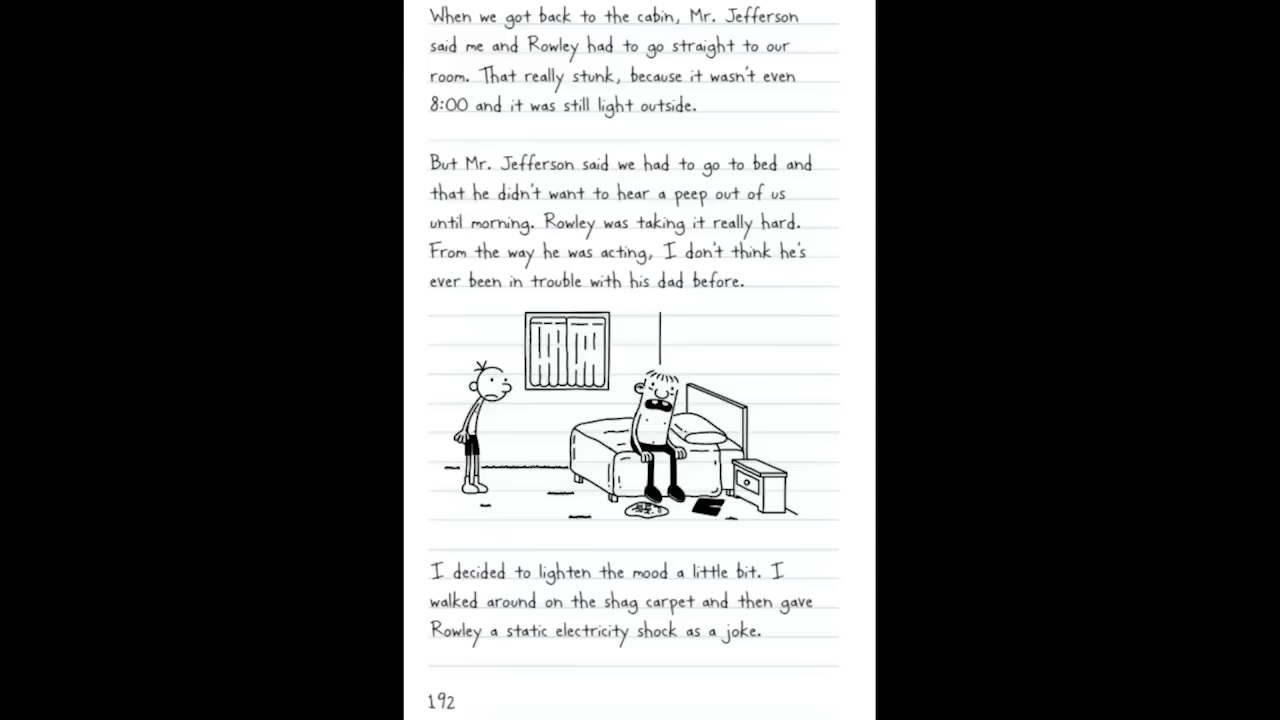 When we got back to the cabin, Mr. Jefferson
said me and Rowley had to go straight to our
room. That really stunk, because it wasn't even
8:00 and it was still light outside.
But Mr. Jefferson said we had to go to bed and
that he didn't want to hear a peep out of us
until morning. Rowley was taking it really hard.
From the way he was acting, I don't think he's
ever been in trouble with his dad before.
I decided to lighten the mood a little bit. I
walked around on the shag carpet and then gave
Rowley a static electricity shock as a joke.
192